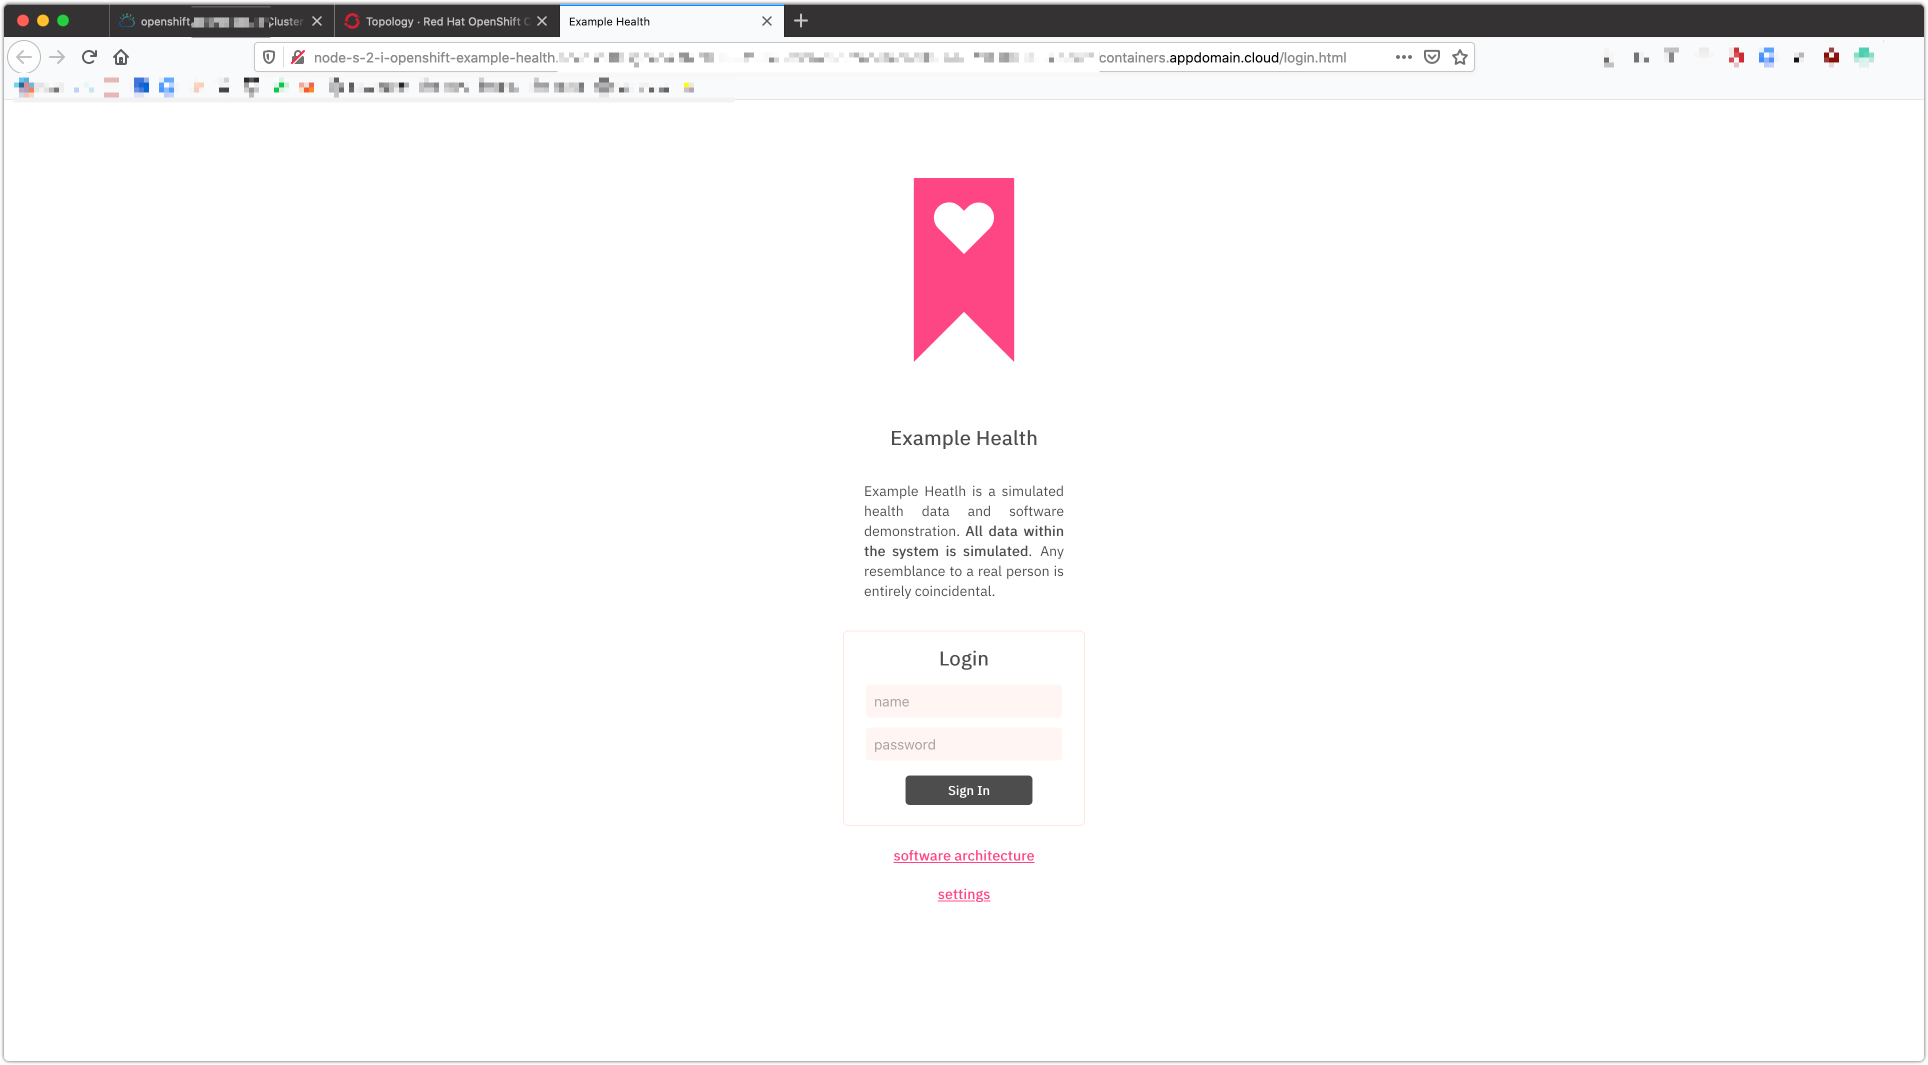 openshift Cluster
Topology · Red Hat OpenShift C
Example Health
node-s-2-i-openshift-example-health. containers.appdomain.cloud/login.html
Example Health
Example Heatlh is a simulated
health data and software
demonstration. All data within
the system is simulated. Any
resemblance to a real person is
entirely coincidental.
Login
name
password
Sign In
software architecture
settings